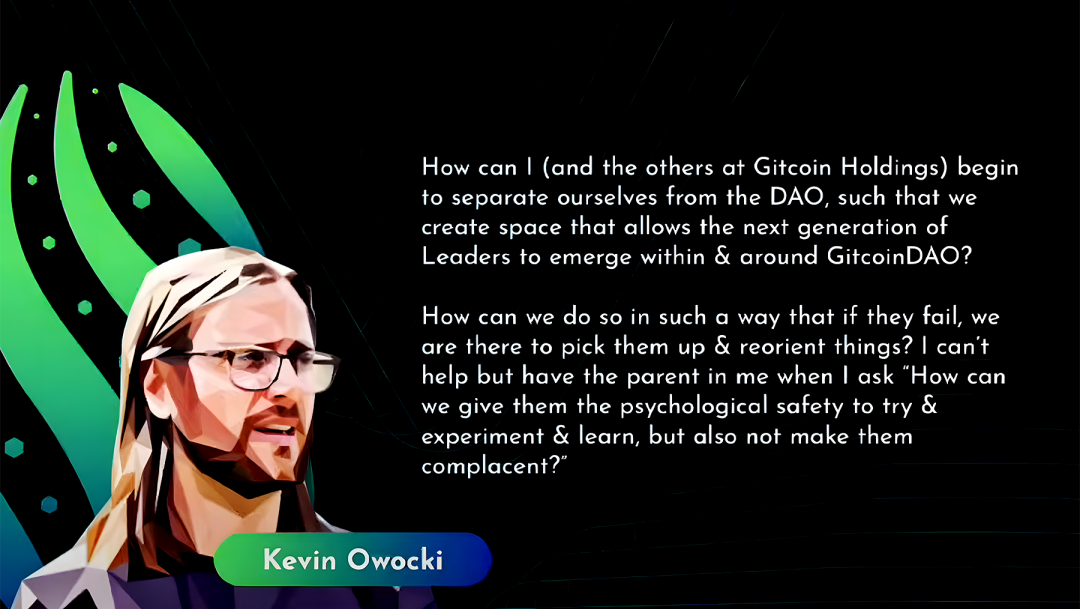 How can I (and the others at Gitcoin Holdings) begin
to separate ourselves from the DAO, such that we
create space that allows the next generation of
Leaders to emerge within & around GitcoinDAO?
How can we do so in such a way that if they fail, we
are there to pick them up & reorient things? I can't
help but have the parent in me when I ask “How can
we give them the psychological safety to try &
experiment & learn, but also not make them
complacent?”
Kevin Owocki